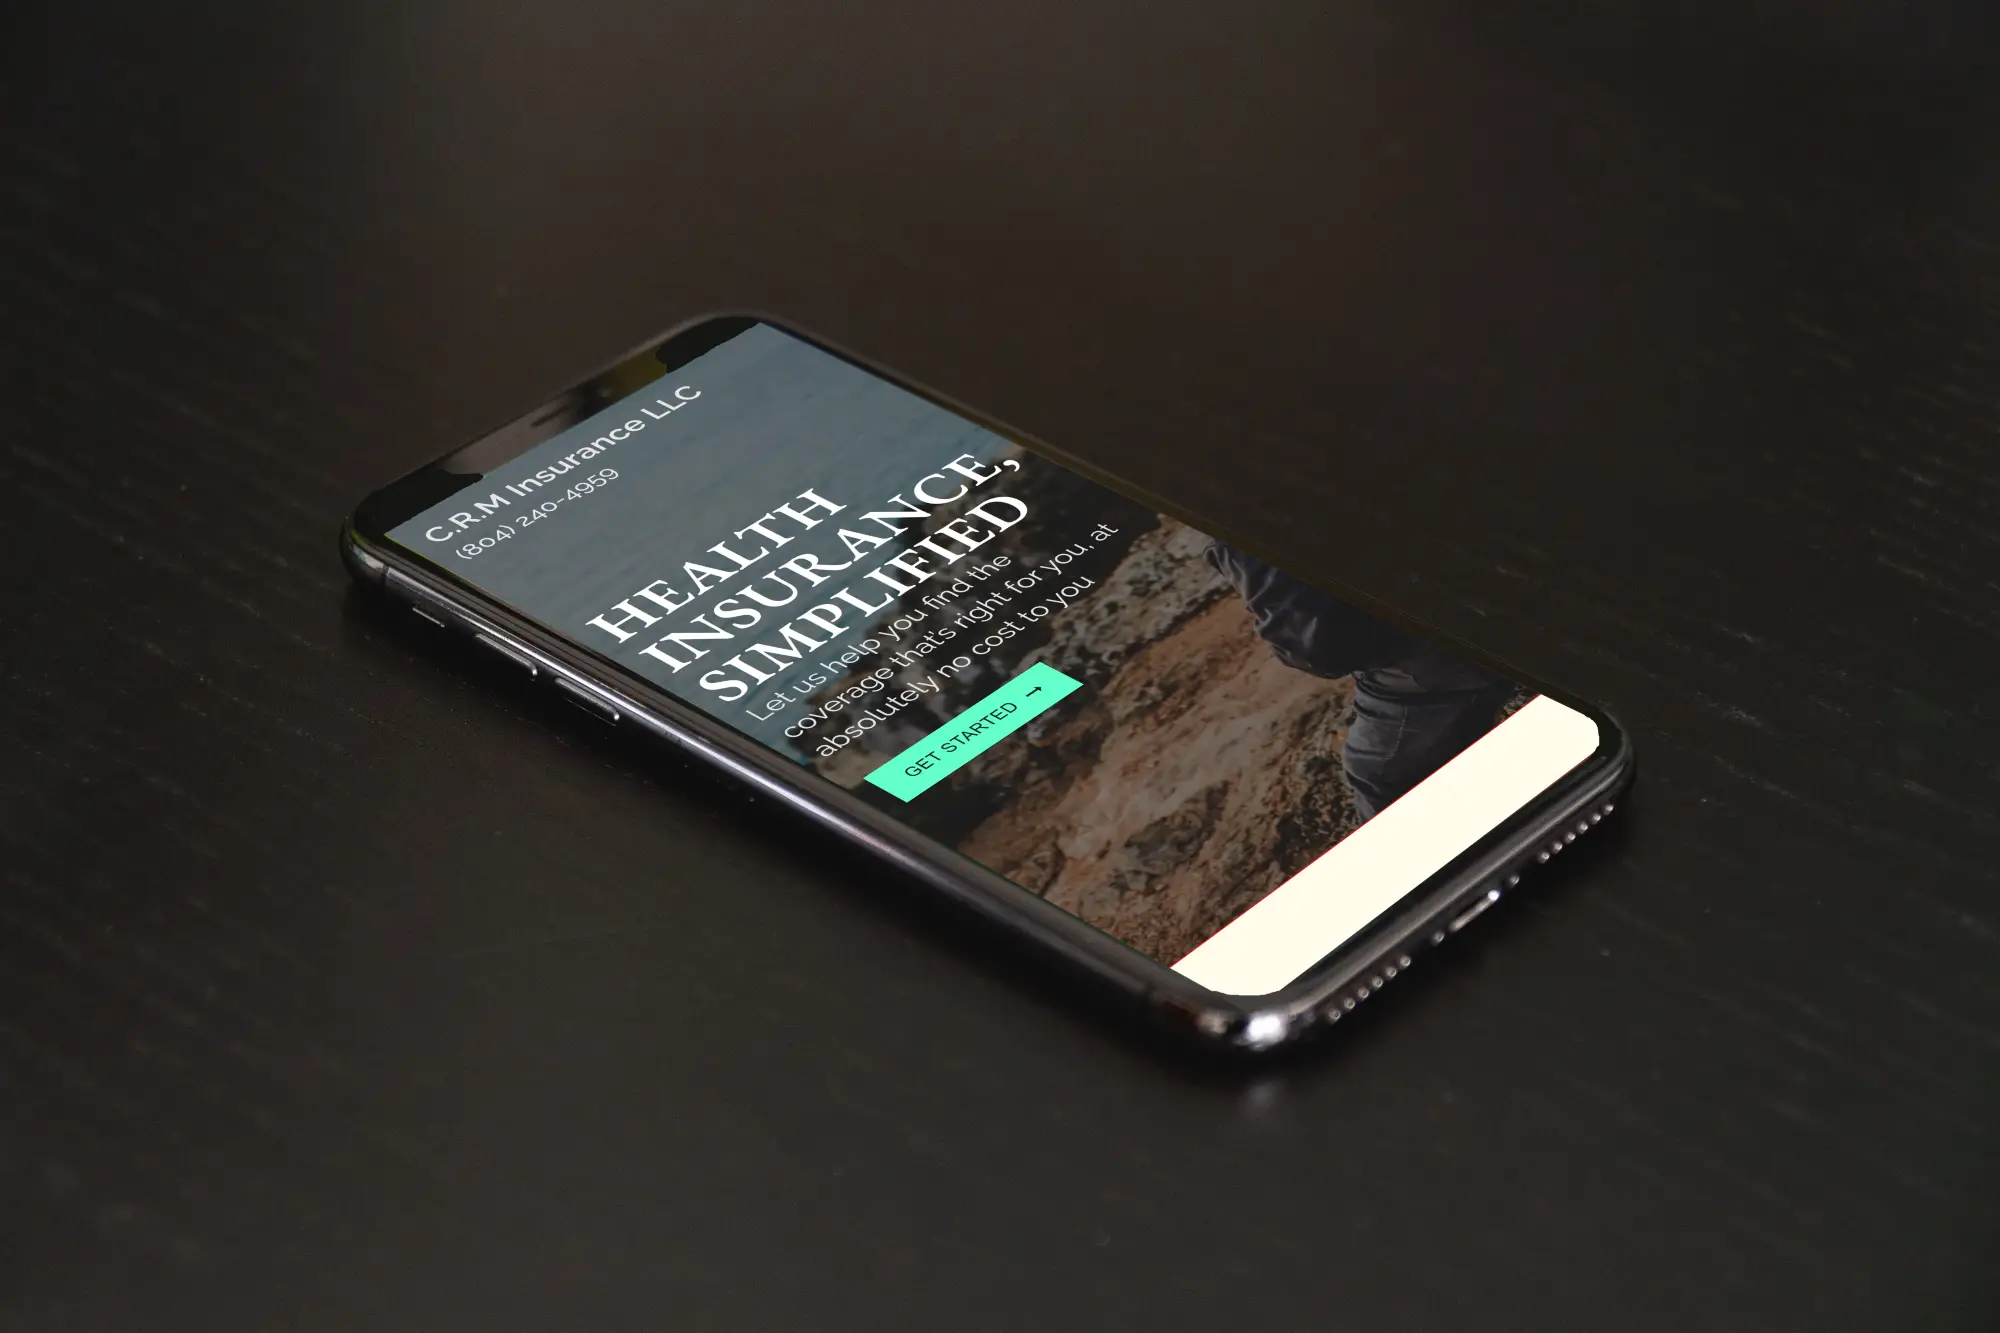 C.R.M Insurance LLC
(804) 240-4959
HEALTH
INSURANCE,
SIMPLIFIED
Let us help you find the
coverage that's right for you, at
absolutely no cost to you
GET STARTED →